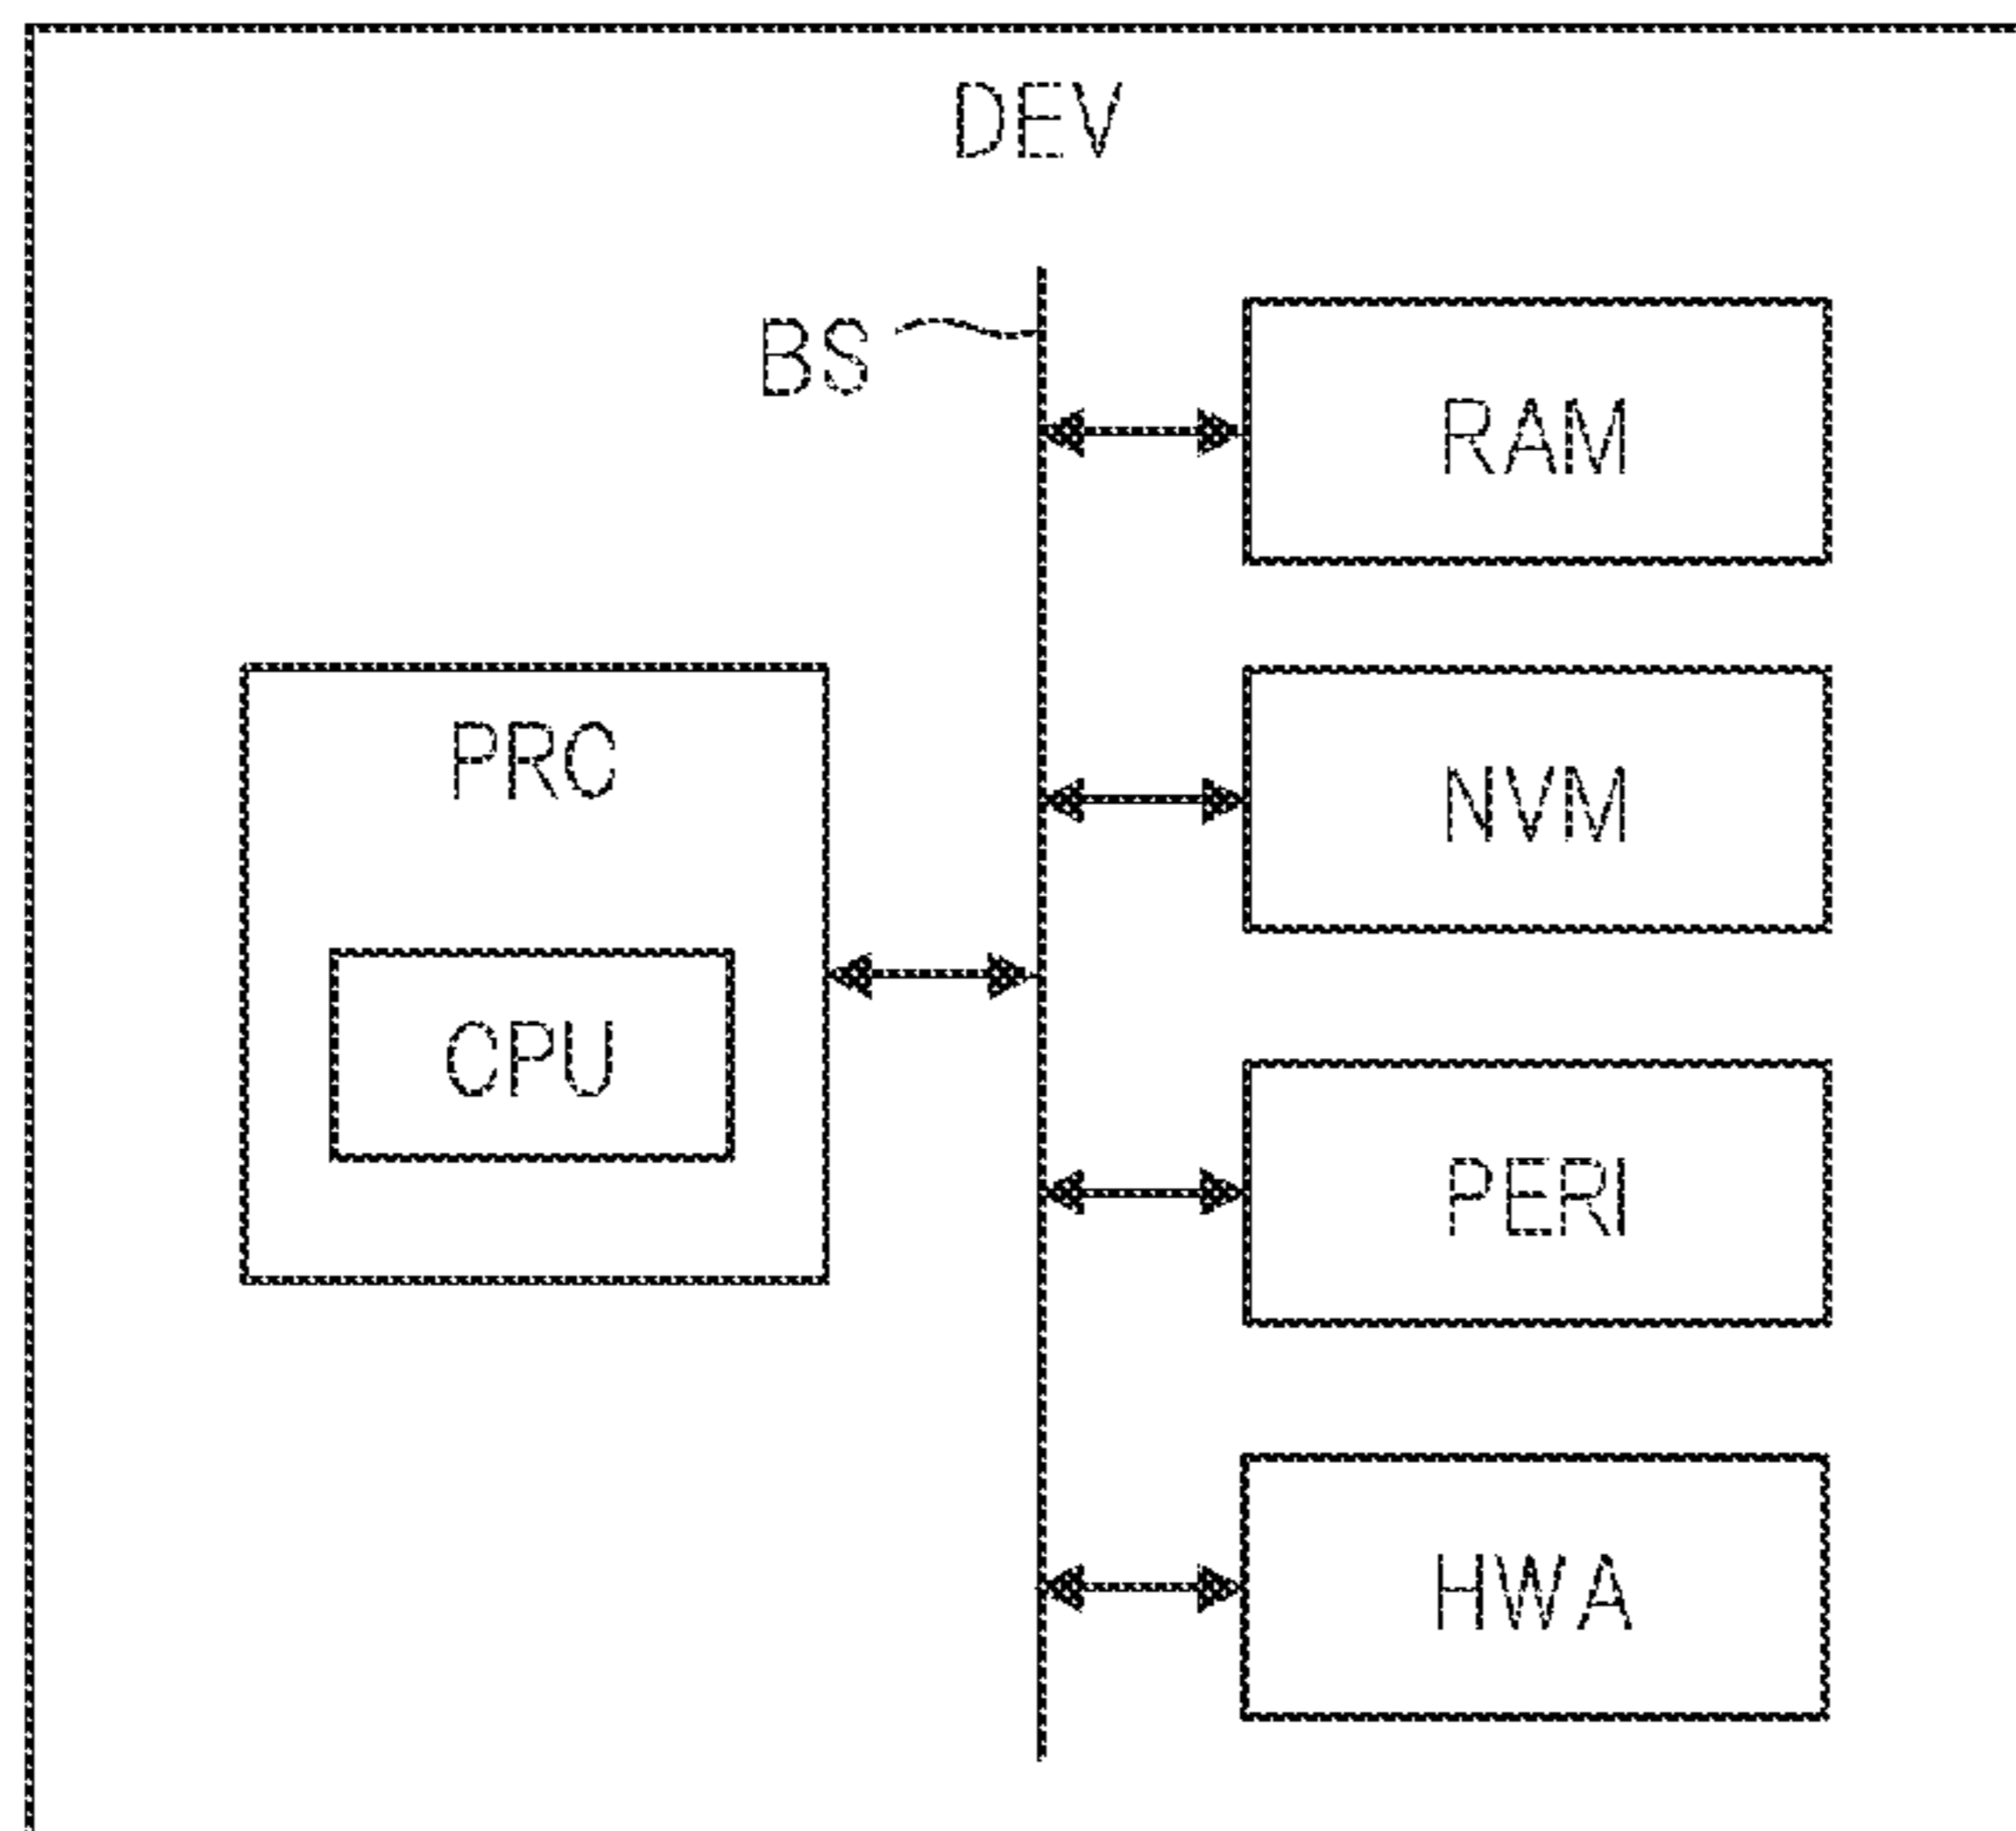 DEV
BS
RAM
PRC
NVM
CPU
PERI
HWA